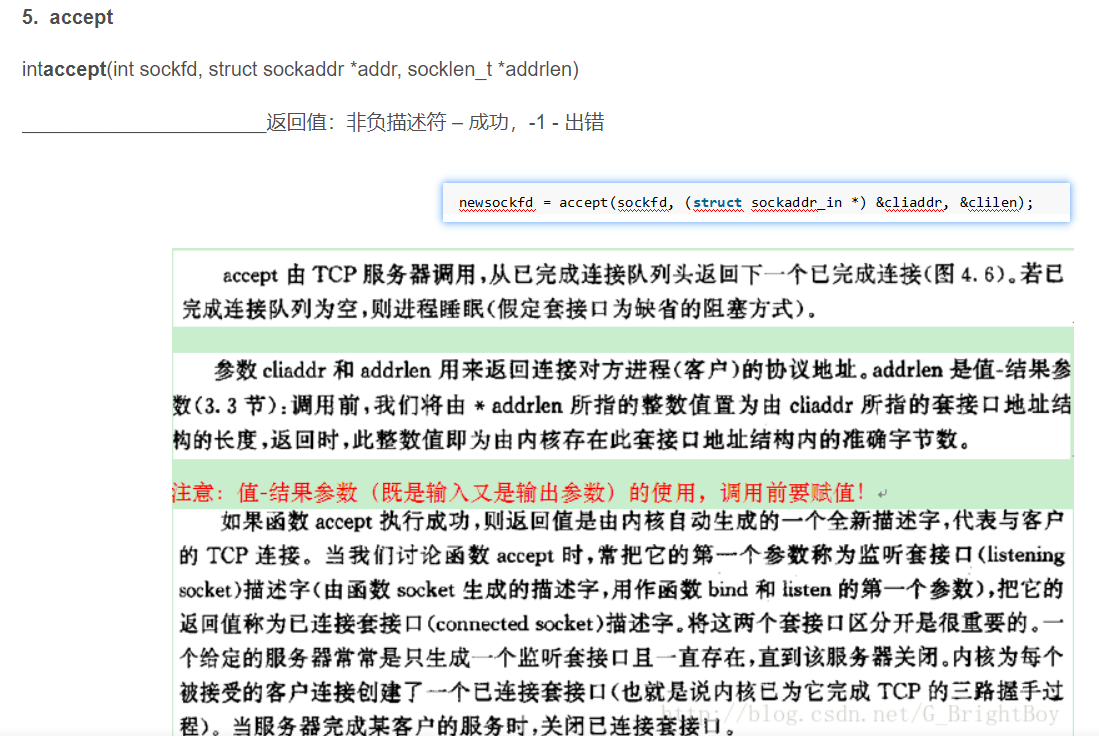 5. accept
intaccept(int sockfd, struct sockaddr *addr, socklen_t *addrlen)
______________________返回值：非负描述符 – 成功，-1 - 出错
newsockfd = accept(sockfd, (struct sockaddr_in *) &cliaddr, &clilen);
accept 由 TCP 服务器调用,从已完成连接队列头返回下一个已完成连接(图 4.6)。若已
完成连接队列为空,则进程睡眠(假定套接口为缺省的阻塞方式)。
参数 cliaddr 和 addrlen 用来返回连接对方进程(客户)的协议地址。addrlen 是值-结果参
数(3.3 节):调用前,我们将由 * addrlen 所指的整数值置为由 cliaddr 所指的套接口地址结
构的长度,返回时,此整数值即为由内核存在此套接口地址结构内的准确字节数。
注意：值-结果参数（既是输入又是输出参数）的使用，调用前要赋值！
如果函数 accept 执行成功,则返回值是由内核自动生成的一个全新描述字,代表与客户
的 TCP 连接。当我们讨论函数 accept 时,常把它的第一个参数称为监听套接口(listening
socket)描述字(由函数 socket 生成的描述字,用作函数 bind 和 listen 的第一个参数),把它的
返回值称为已连接套接口(connected socket)描述字。将这两个套接口区分开是很重要的。一
个给定的服务器常常是只生成一个监听套接口且一直存在,直到该服务器关闭。内核为每个
被接受的客户连接创建了一个已连接套接口(也就是说内核已为它完成 TCP 的三路握手过
程)。当服务器完成某客户的服务时,关闭已连接套接口。
http://blog.csdn.net/G_BrightBoy